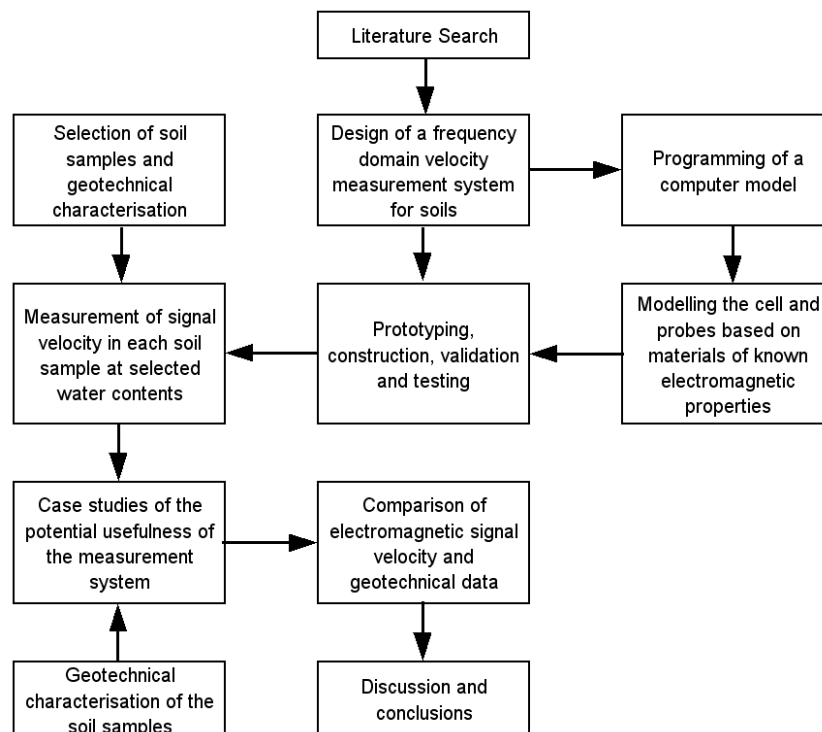 Literature Search
Selection of soil
samples and
geotechnical
characterisation
Design of a frequency
domain velocity
measurement system
for soils
Programming of a
computer model
Measurement of signal
velocity in each soil
sample at selected
water contents
Prototyping,
construction, validation
and testing
Modelling the cell and
probes based on
materials of known
electromagnetic
properties
Case studies of the
potential usefulness of
the measurement
system
Comparison of
electromagnetic signal
velocity and
geotechnical data
Geotechnical
characterisation of the
soil samples
Discussion and
conclusions